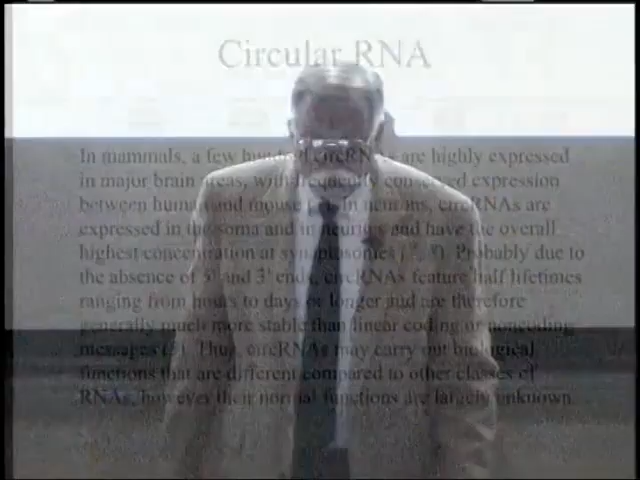 Circular RNA
In mammals, a few hundred circRNAs are highly expressed
in major brain areas, with frequently conserved expression
between human and mouse In neurons, circRNAs are
expressed in the soma and in neurites and have the overall
highest concentration at synaptosomes Probably due to
the absence of 5' and 3' ends, circRNAs feature half lifetimes
ranging from hours to days or longer and are therefore
generally much more stable than linear coding or noncoding
messages (3). Thus, circRNAs may carry out biological
functions that are different compared to other classes of
RNAs, however their normal functions are largely unknown.